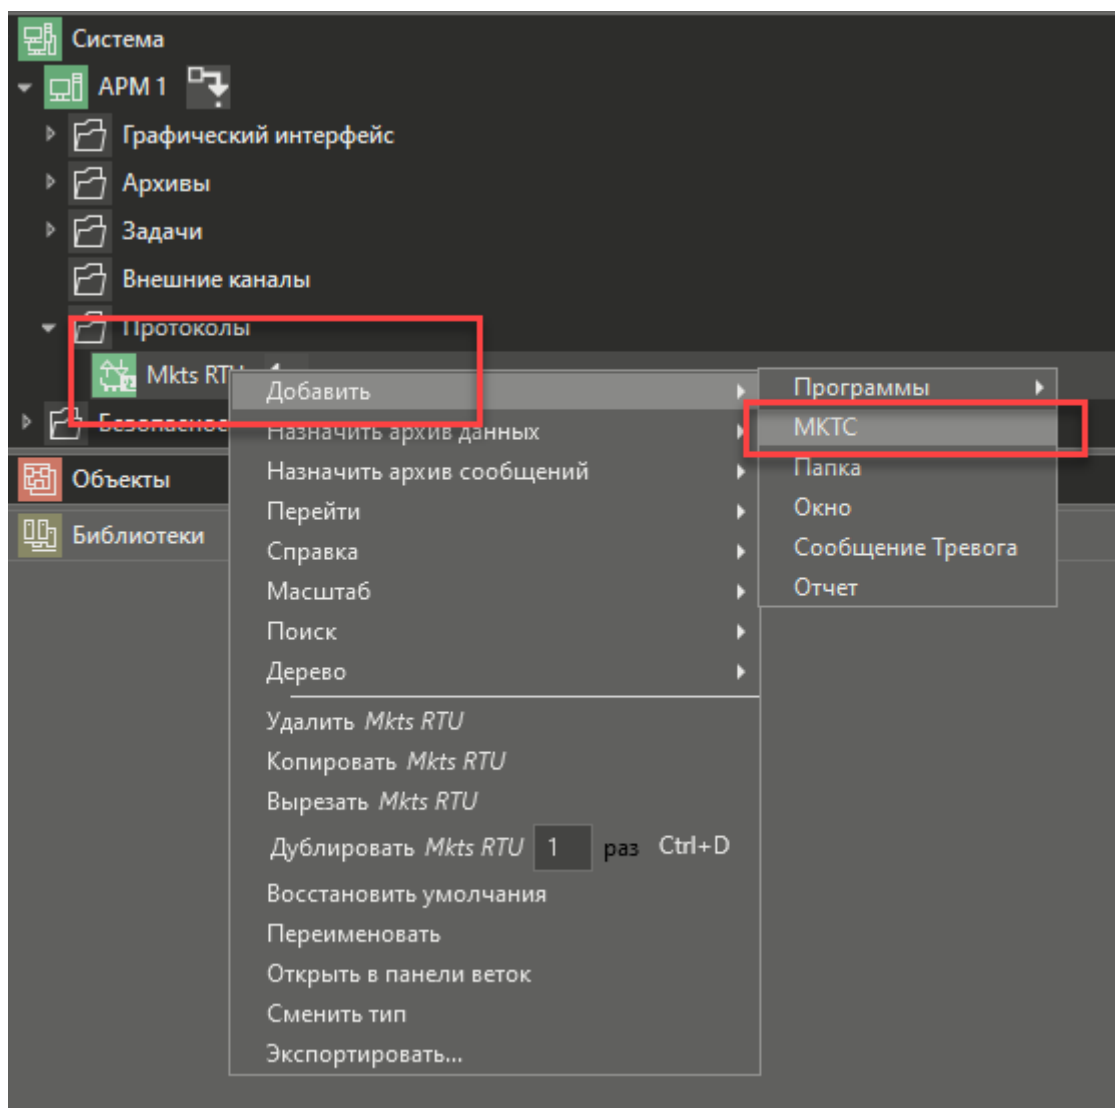 Система
АРМ 1
Графический интерфейс
Архивы
Задачи
Внешние каналы
Протоколы
Mkts RTU
Добавить
Программы
Назначить архив данных
МКТС
Назначить архив сообщений
Папка
Объекты
Перейти
Окно
Библиотеки
Справка
Сообщение Тревога
Масштаб
Отчет
Поиск
Дерево
Удалить Mkts RTU
Копировать Mkts RTU
Вырезать Mkts RTU
Дублировать Mkts RTU 1 раз Ctrl+D
Восстановить умолчания
Переименовать
Открыть в панели веток
Сменить тип
Экспортировать...